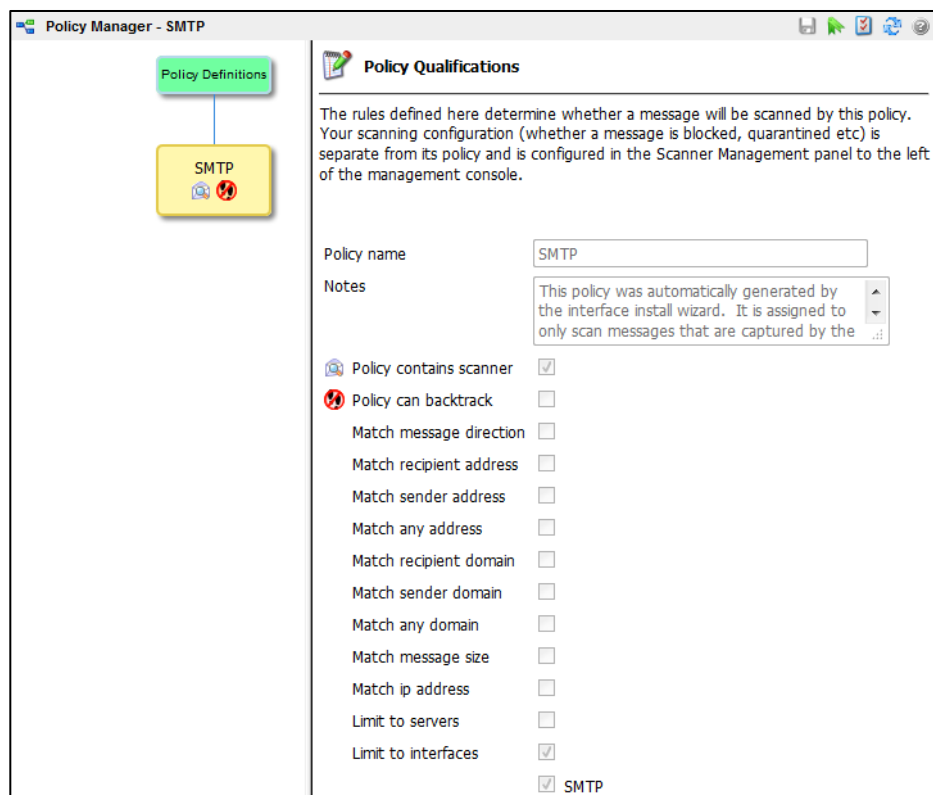 Policy Manager - SMTP
Policy Definitions
SMTP
Policy Qualifications
The rules defined here determine whether a message will be scanned by this policy.
Your scanning configuration (whether a message is blocked, quarantined etc) is
separate from its policy and is configured in the Scanner Management panel to the left
of the management console.
Policy name
SMTP
Notes
This policy was automatically generated by
the interface install wizard. It is assigned to
only scan messages that are captured by the
Policy contains scanner
Policy can backtrack
Match message direction
Match recipient address
Match sender address
Match any address
Match recipient domain
Match sender domain
Match any domain
Match message size
Match ip address
Limit to servers
Limit to interfaces
SMTP